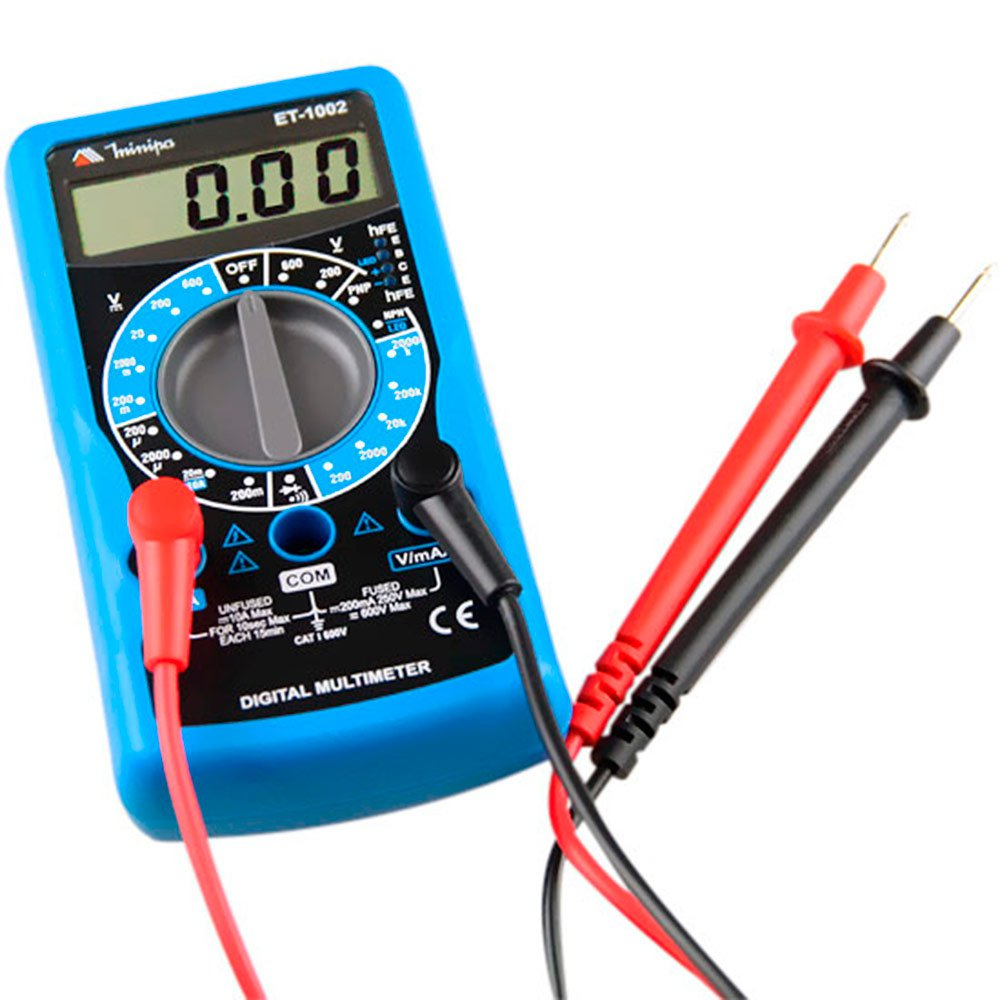 minipa
ET-1002
0.00
hFE
E
B
C
E
LED
+
−
hFE
OFF
600
200
V
PNP
NPN
LED
V
600
200
20
2000
m
200
m
200
μ
2000
μ
20m
10A
200m
200
2000
20k
200k
2000
k
A
COM
V/mA
UNFUSED
10A Max
FOR 10sec Max
EACH 15min
FUSED
200mA 250V Max
600V Max
CAT I 600V
CE
DIGITAL MULTIMETER